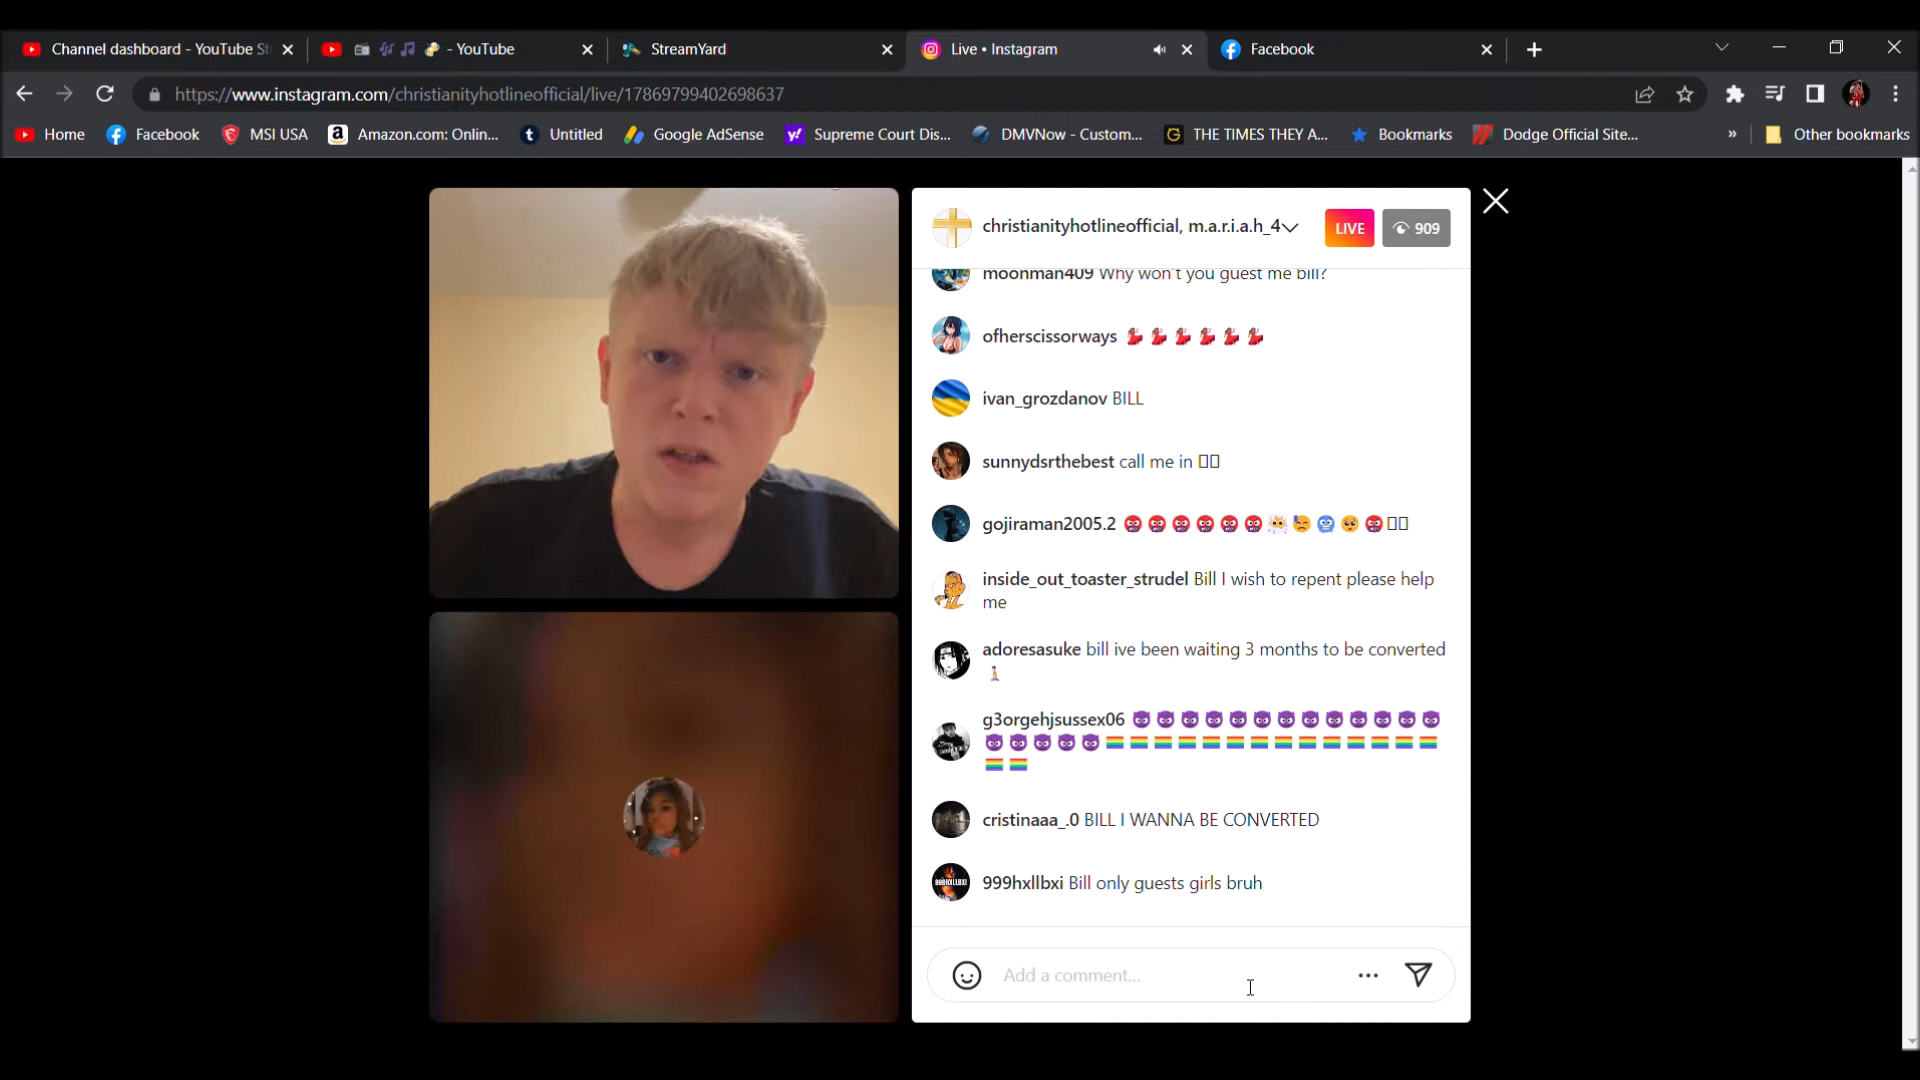 Channel dashboard - YouTube St
- YouTube
StreamYard
Live • Instagram
Facebook
https://www.instagram.com/christianityhotlineofficial/live/17869799402698637
Home
Facebook
MSI USA
Amazon.com: Onlin...
Untitled
Google AdSense
Supreme Court Dis...
DMVNow - Custom...
THE TIMES THEY A...
Bookmarks
Dodge Official Site...
»
Other bookmarks
christianityhotlineofficial, m.a.r.i.a.h_4
LIVE
909
moonman409 Why won't you guest me bill?
ofherscissorways 💃🏾💃🏾💃🏾💃🏾💃🏾💃🏾
ivan_grozdanov BILL
sunnydsrthebest call me in
gojiraman2005.2
inside_out_toaster_strudel Bill I wish to repent please help
me
adoresasuke bill ive been waiting 3 months to be converted
g3orgehjsussex06 😈😈😈😈😈😈😈😈😈😈😈😈😈
😈😈😈😈😈🏳️‍🌈🏳️‍🌈🏳️‍🌈🏳️‍🌈🏳️‍🌈🏳️‍🌈🏳️‍🌈🏳️‍🌈🏳️‍🌈🏳️‍🌈🏳️‍🌈🏳️‍🌈🏳️‍🌈🏳️‍🌈
🏳️‍🌈🏳️‍🌈
cristinaaa_.0 BILL I WANNA BE CONVERTED
999hxllbxi Bill only guests girls bruh
Add a comment...